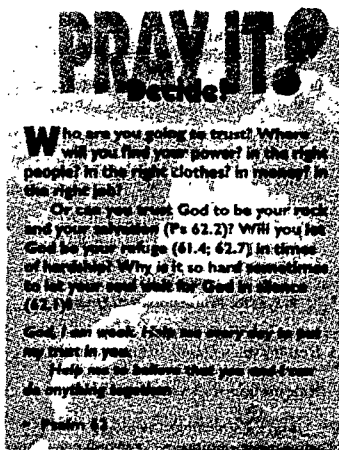 PRAY IT!
Decide!
Who are you going to trust? Where
will you find your power? in the right
people? in the right clothes? in money? in
the right job?
Or can you trust God to be your rock
and your salvation (Ps 62.2)? Will you let
God be your refuge (61.4; 62.7) in times
of hardship? Why is it so hard sometimes
to let your soul wait for God in silence
(62.1)?
God, I am weak. Help me every day to put
my trust in you.
Help me to believe that you and I can
do anything together.
Psalm 62